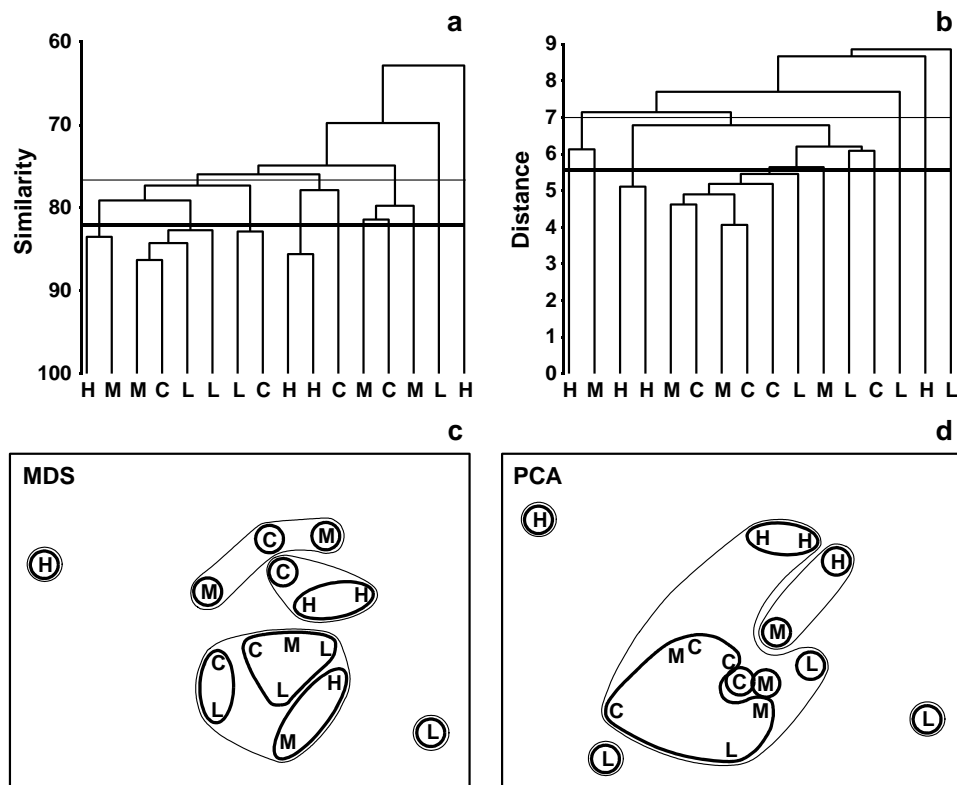 a
60
70
80
90
100
Similarity
H M M C L L L C H H C M C M L H
b
9
8
7
6
5
4
3
2
1
0
Distance
H M H H M C C L M L C L H L
c
MDS
H
C M
C
M
H H
C M L
C
L H
L
M
L
d
PCA
H
H H
H
M
C
M C
L
C M
C M
L
L
L